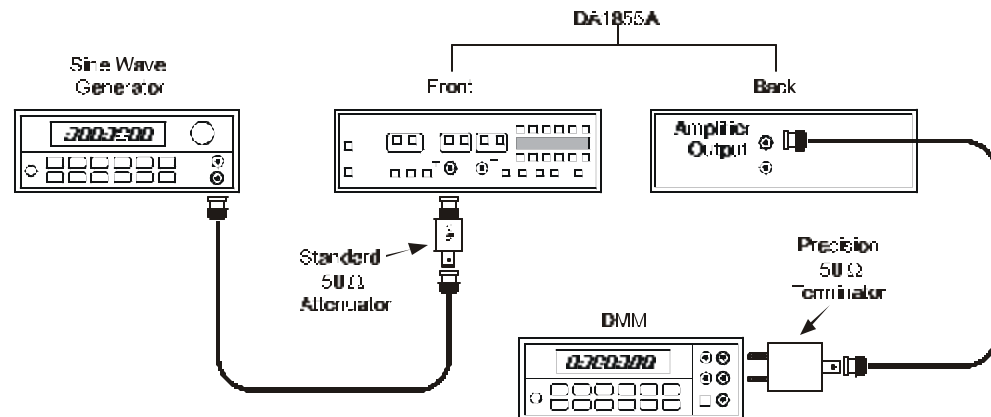 DA1855A
Sine Wave
Generator
Front
Back
Amplifier
Output
Standard
50 Ω
Attenuator
Precision
50 Ω
Terminator
DMM